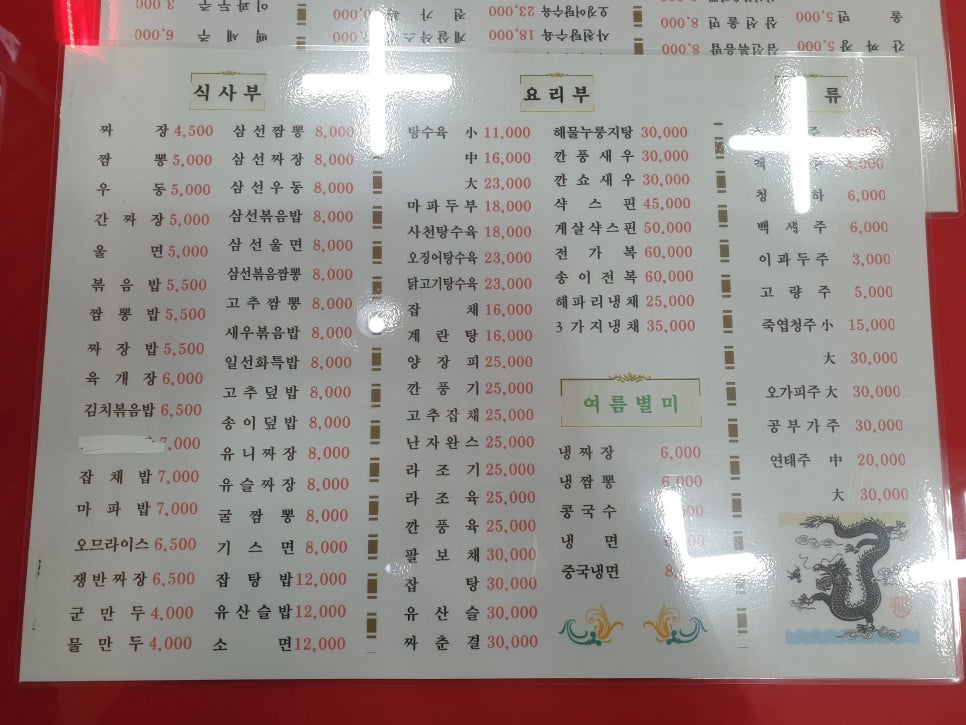 식사부
짜 장 4,500
짬 뽕 5,000
우 동 5,000
간 짜 장 5,000
울 면 5,000
볶 음 밥 5,500
짬 뽕 밥 5,500
짜 장 밥 5,500
육 개 장 6,000
김치볶음밥 6,500
7,000
잡 채 밥 7,000
마 파 밥 7,000
오므라이스 6,500
쟁반짜장 6,500
군 만 두 4,000
물 만 두 4,000
삼선짬뽕 8,000
삼선짜장 8,000
삼선우동 8,000
삼선볶음밥 8,000
삼선울면 8,000
삼선볶음짬뽕 8,000
고추짬뽕 8,000
새우볶음밥 8,000
일선화특밥 8,000
고추덮밥 8,000
송이덮밥 8,000
유니짜장 8,000
유슬짜장 8,000
굴 짬 뽕 8,000
기 스 면 8,000
잡 탕 밥 12,000
유산슬밥 12,000
소 면 12,000
요리부
탕수육 小 11,000
中 16,000
大 23,000
마파두부 18,000
사천탕수육 18,000
오징어탕수육 23,000
닭고기탕수육 23,000
잡 채 16,000
계 란 탕 16,000
양 장 피 25,000
깐 풍 기 25,000
고추잡채 25,000
난자완스 25,000
라 조 기 25,000
라 조 육 25,000
깐 풍 육 25,000
팔 보 채 30,000
잡 탕 30,000
유 산 슬 30,000
짜 춘 결 30,000
해물누룽지탕 30,000
깐풍새우 30,000
깐쇼새우 30,000
샥 스 핀 45,000
게살샥스핀 50,000
전 가 복 60,000
송이전복 60,000
해파리냉채 25,000
3가지냉채 35,000
여름별미
냉짜장 6,000
냉짬뽕 6,000
콩국수
냉 면
중국냉면
류
청 하 6,000
백 세 주 6,000
이과두주 3,000
고 량 주 5,000
죽엽청주 小 15,000
大 30,000
오가피주 大 30,000
공부가주 30,000
연태주 中 20,000
大 30,000